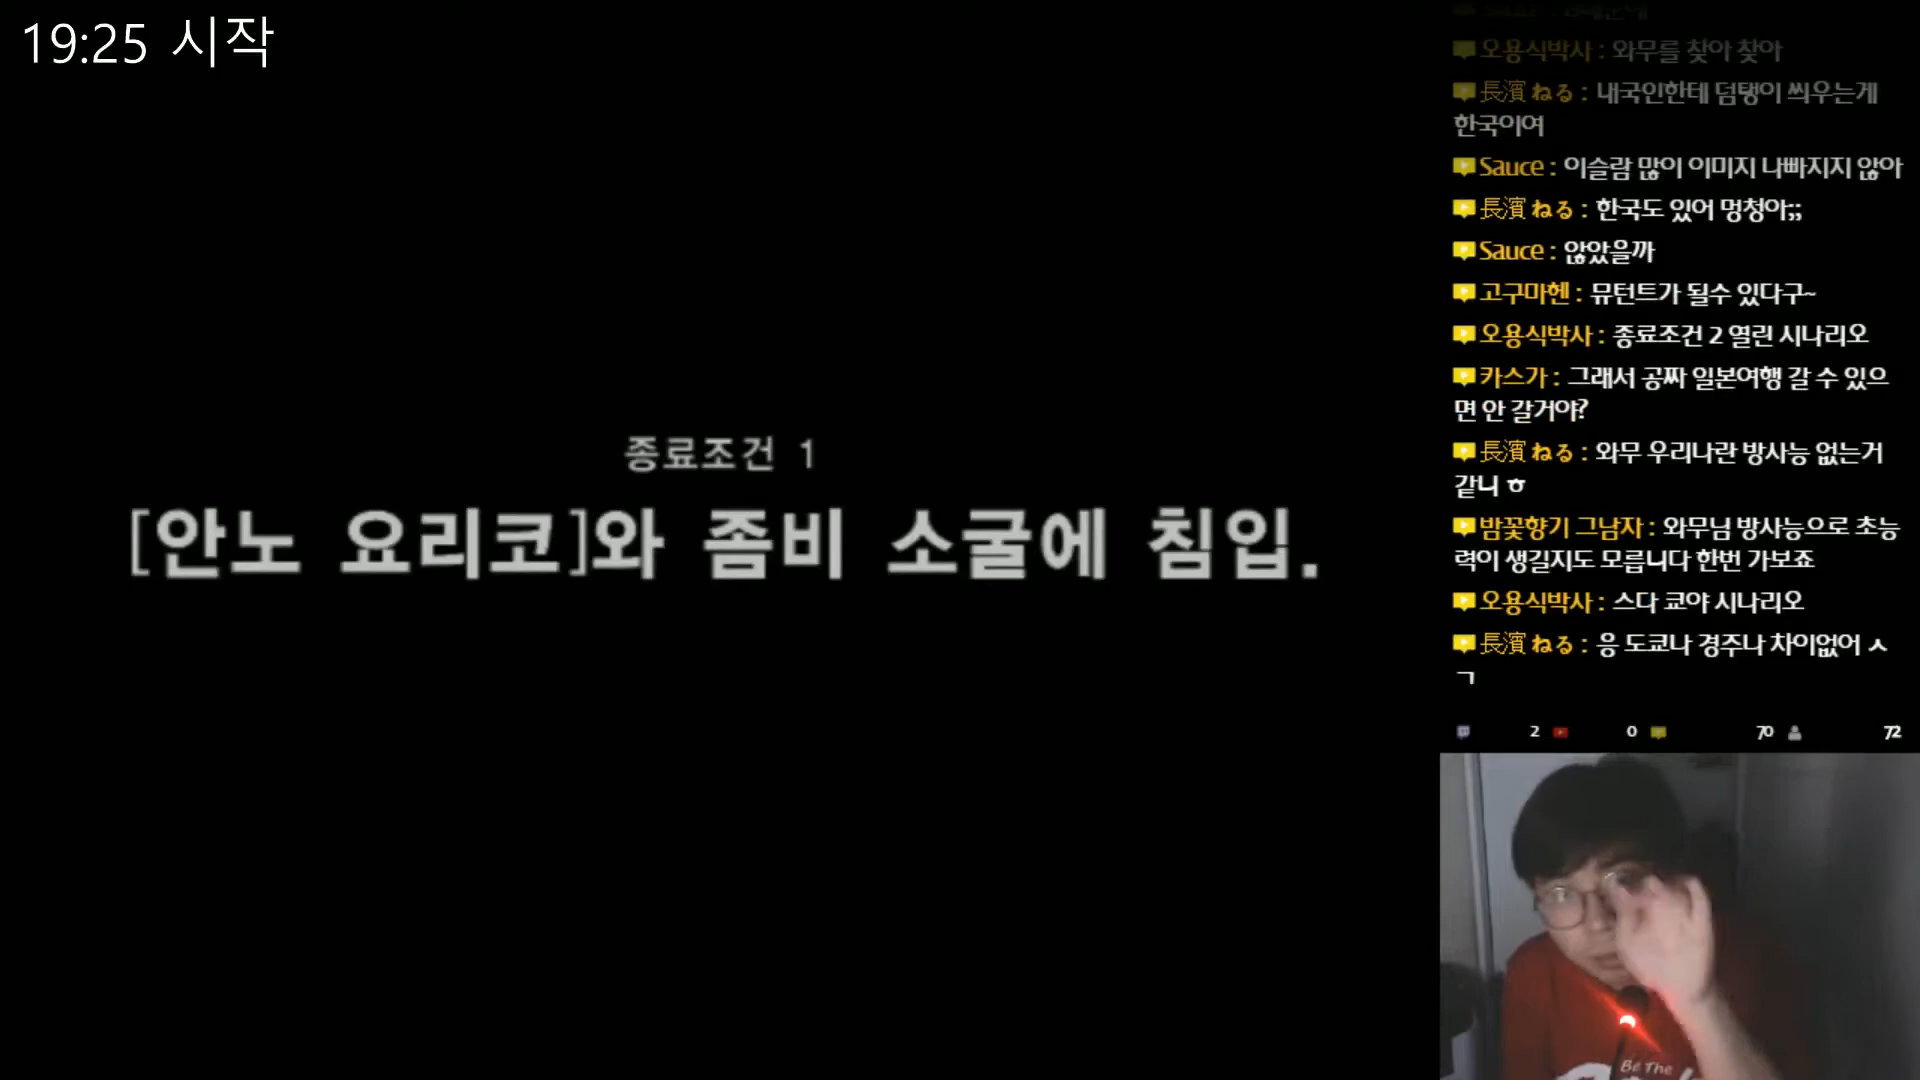 19:25 시작
종료조건 1
[안노 요리코]와 좀비 소굴에 침입.
오용식박사 : 와무를 찾아 찾아
長濱 ねる : 내국인한테 덤탱이 씌우는게
한국이여
Sauce : 이슬람 많이 이미지 나빠지지 않아
長濱 ねる : 한국도 있어 멍청아;;
Sauce : 않았을까
고구마헨 : 뮤턴트가 될수 있다구~
오용식박사 : 종료조건 2 열린 시나리오
카스가 : 그래서 공짜 일본여행 갈 수 있으
면 안 갈거야?
長濱 ねる : 와무 우리나란 방사능 없는거
같니 ㅎ
밤꽃향기 그남자 : 와무님 방사능으로 초능
력이 생길지도 모릅니다 한번 가보죠
오용식박사 : 스다 쿄야 시나리오
長濱 ねる : 응 도쿄나 경주나 차이없어 ㅅ
ㄱ
2 0 70 72
Be The